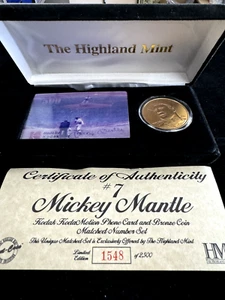 The Highland Mint
Certificate of Authenticity
#7
Mickey Mantle
Kodak KodaMotion Phone Card and Bronze Coin
Matched Number Set
This Unique Matched Set is Exclusively Offered by The Highland Mint.
Limited
Edition
1548
of 2500
HM